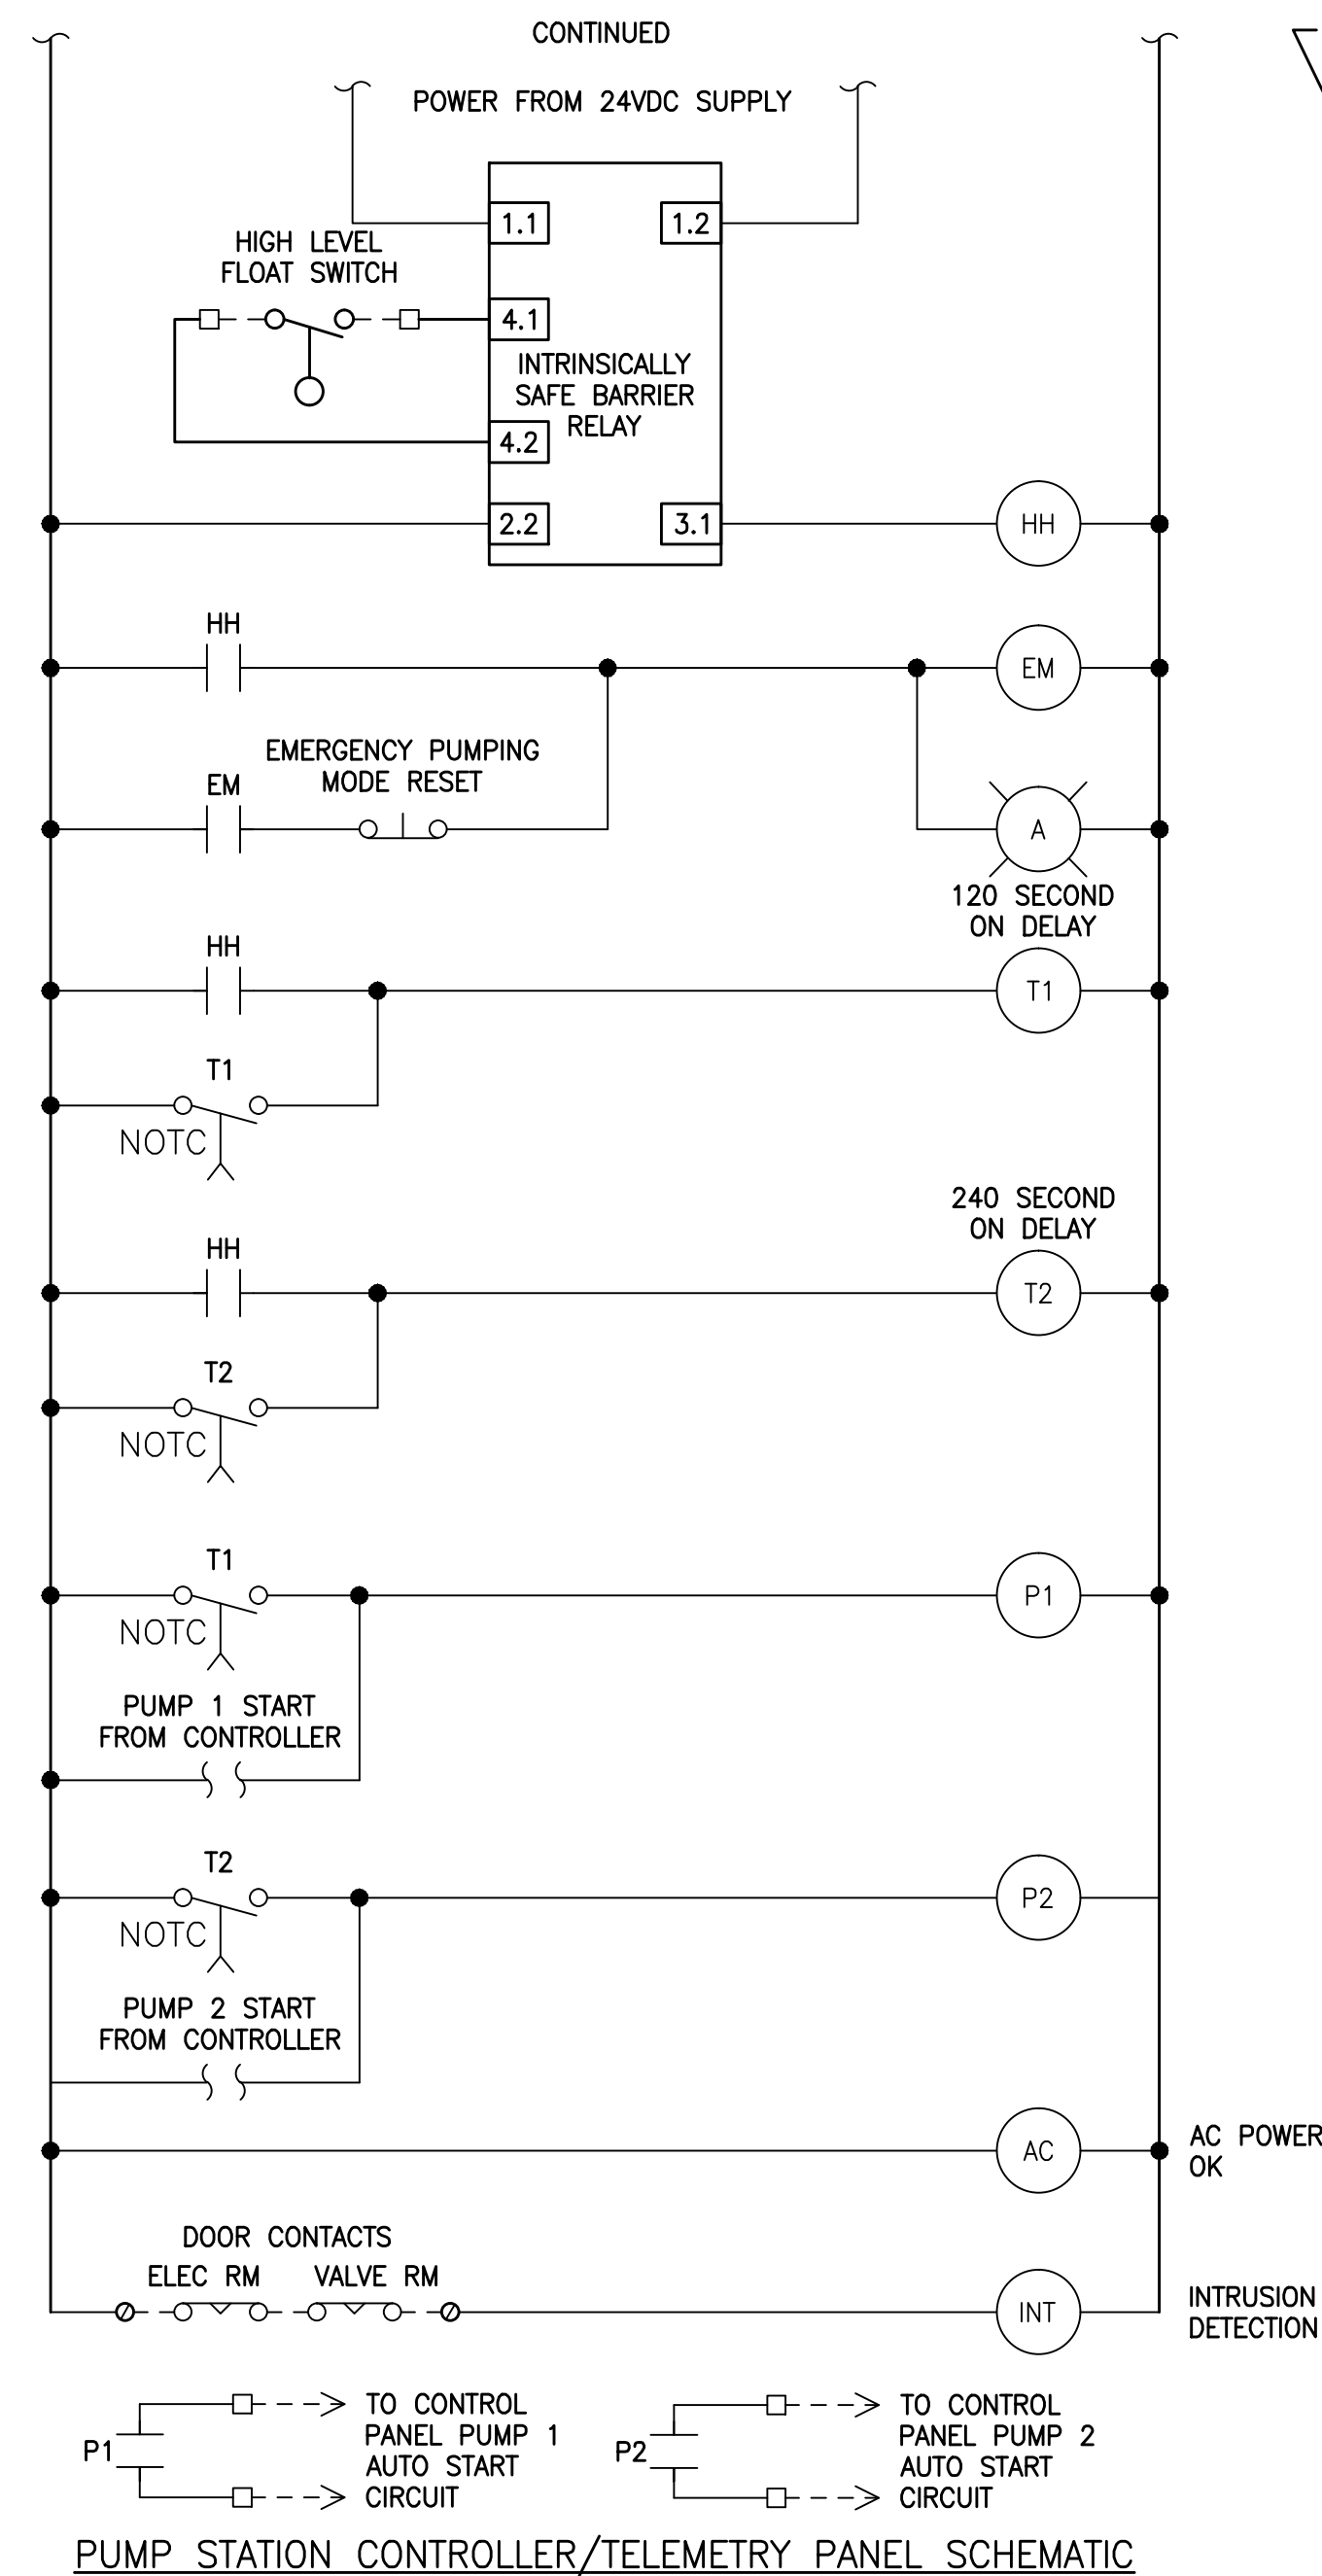 CONTINUED
POWER FROM 24VDC SUPPLY
1.1
1.2
HIGH LEVEL
FLOAT SWITCH
4.1
INTRINSICALLY
SAFE BARRIER
RELAY
4.2
2.2
3.1
HH
HH
EM
EMERGENCY PUMPING
MODE RESET
EM
A
120 SECOND
ON DELAY
HH
T1
T1
NOTC
240 SECOND
ON DELAY
HH
T2
T2
NOTC
T1
P1
NOTC
PUMP 1 START
FROM CONTROLLER
T2
P2
NOTC
PUMP 2 START
FROM CONTROLLER
AC
AC POWER
OK
DOOR CONTACTS
ELEC RM VALVE RM
INT
INTRUSION
DETECTION
P1
TO CONTROL
PANEL PUMP 1
AUTO START
CIRCUIT
P2
TO CONTROL
PANEL PUMP 2
AUTO START
CIRCUIT
PUMP STATION CONTROLLER/TELEMETRY PANEL SCHEMATIC